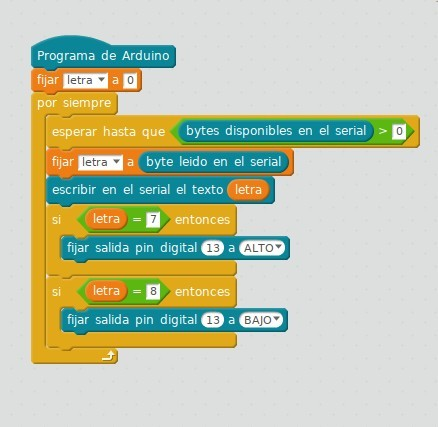 Programa de Arduino
fijar letra a 0
por siempre
esperar hasta que bytes disponibles en el serial > 0
fijar letra a byte leido en el serial
escribir en el serial el texto letra
si letra = 7 entonces
fijar salida pin digital 13 a ALTO
si letra = 8 entonces
fijar salida pin digital 13 a BAJO